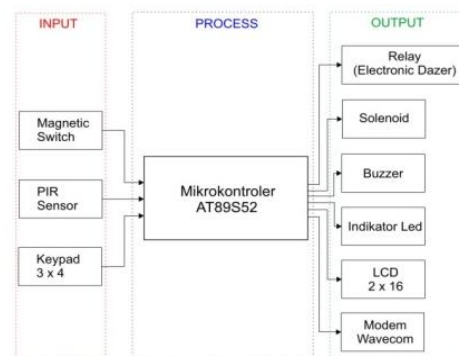 INPUT
PROCESS
OUTPUT
Magnetic
Switch
PIR
Sensor
Keypad
3 x 4
Mikrokontroler
AT89S52
Relay
(Electronic Dazer)
Solenoid
Buzzer
Indikator Led
LCD
2 x 16
Modem
Wavecom